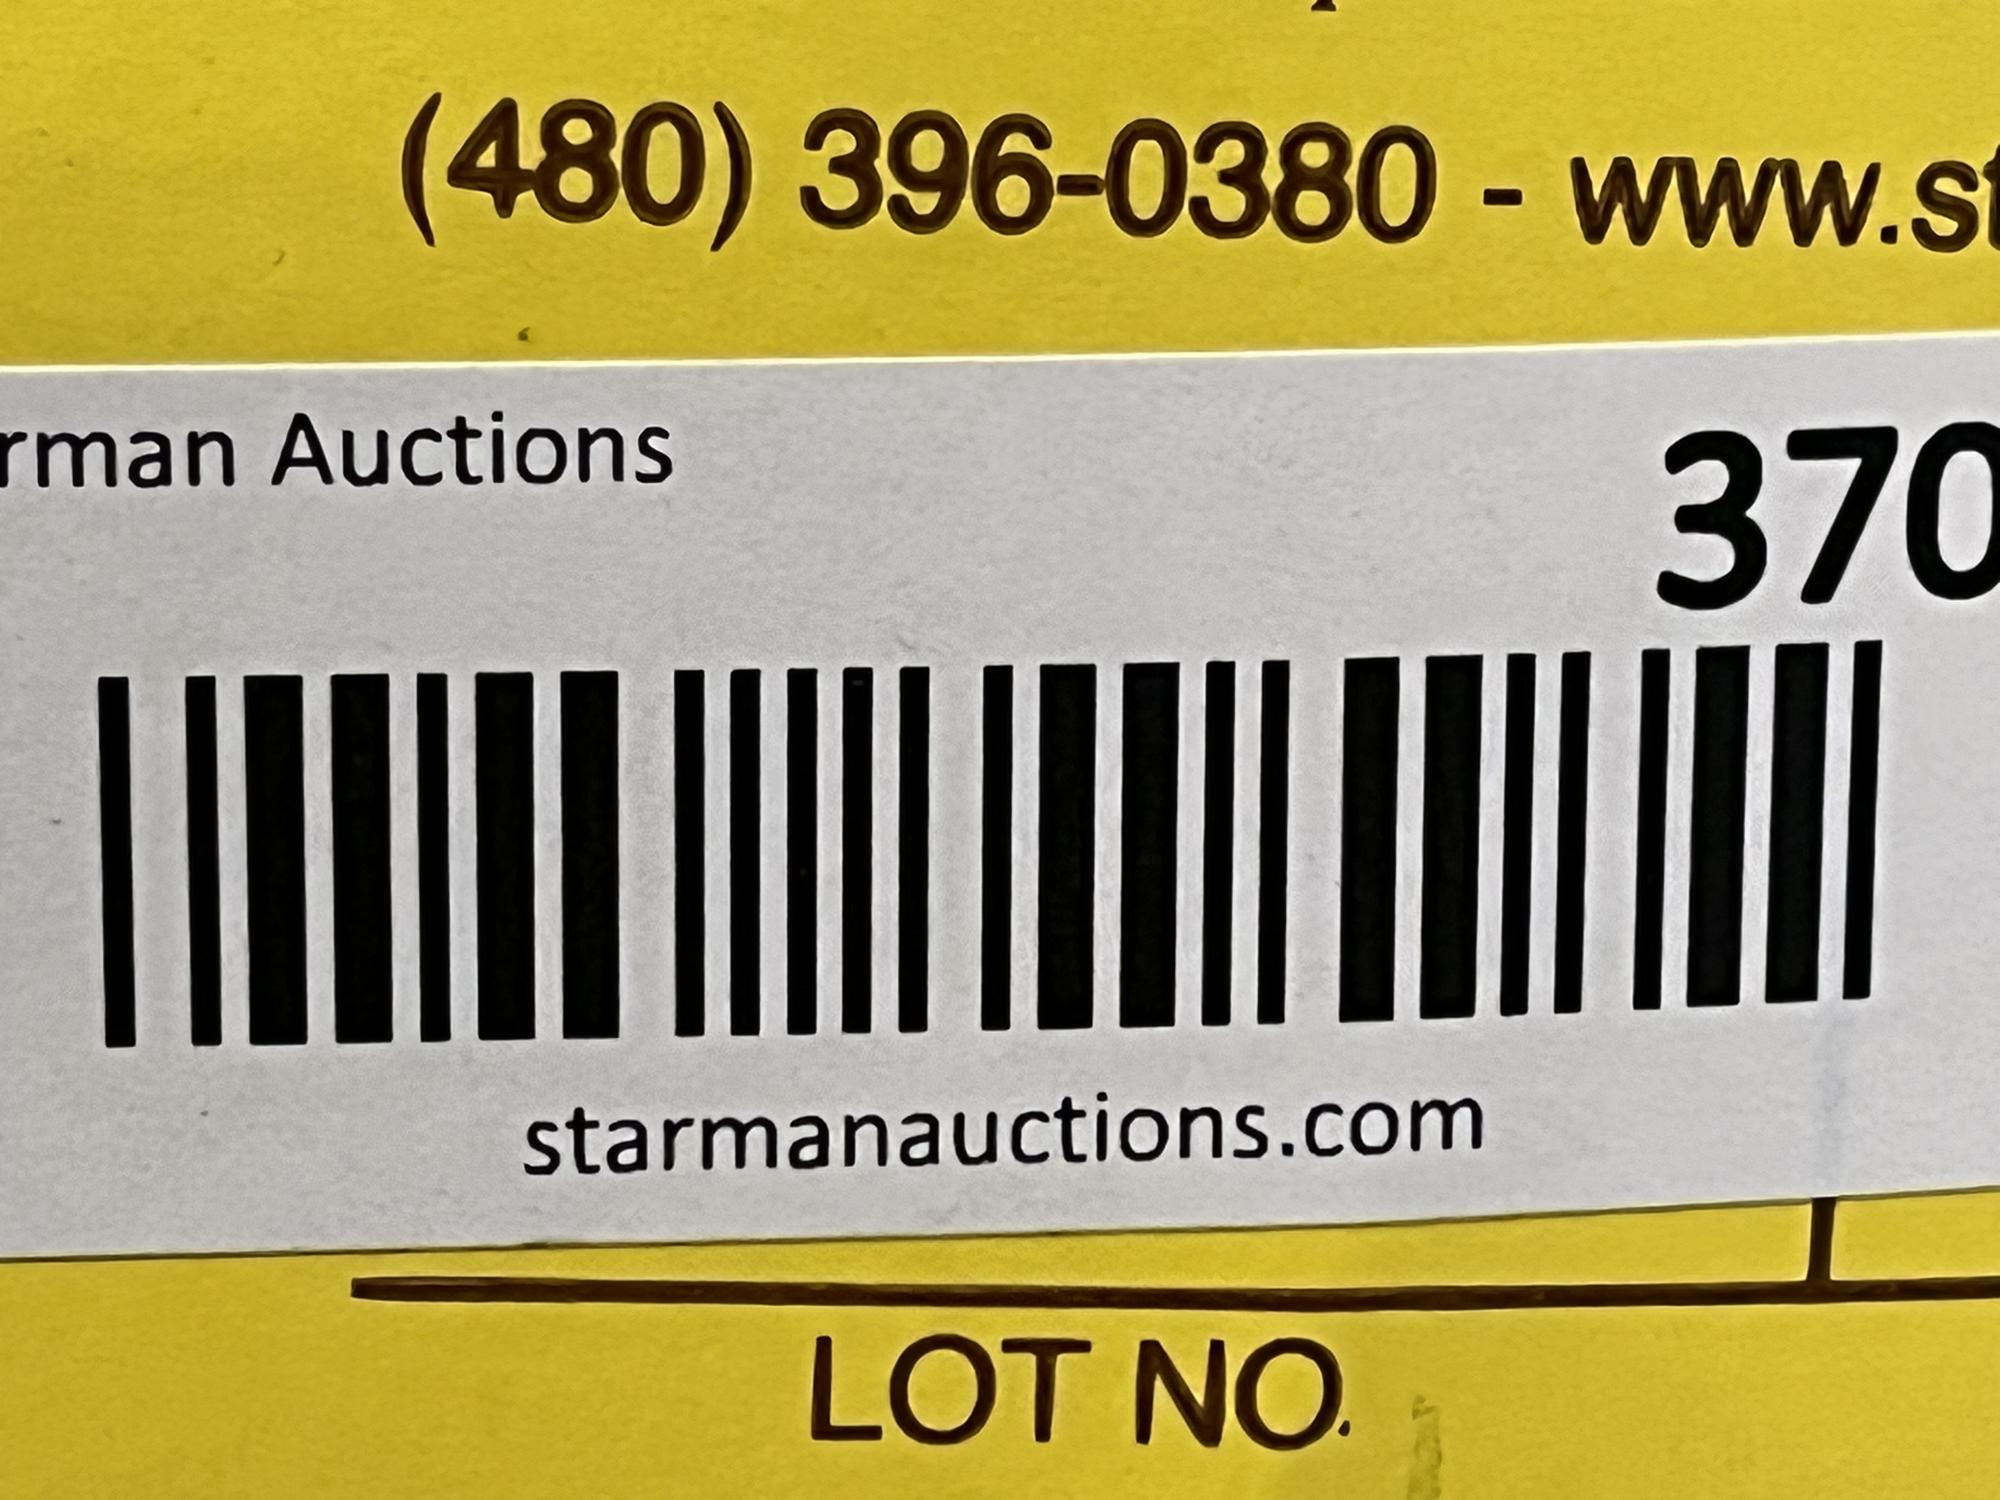 (480) 396-0380 - www.st
rman Auctions
370
starmanauctions.com
LOT NO.